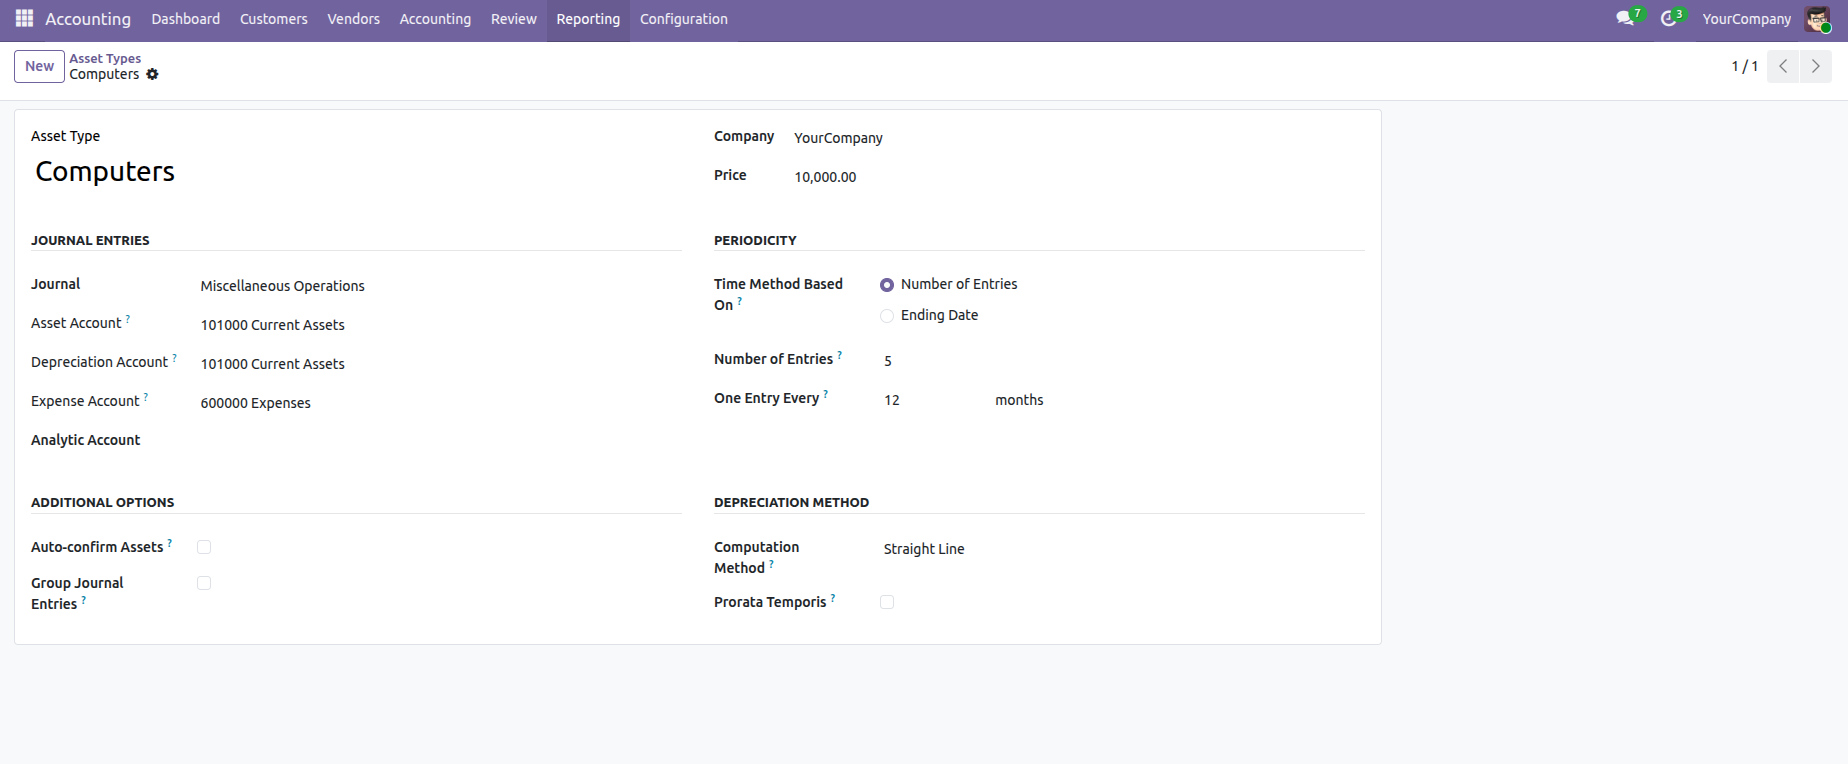 Accounting Dashboard Customers Vendors Accounting Review Reporting Configuration 7 3 YourCompany
New Asset Types
Computers
1 / 1
Asset Type
Computers
Company YourCompany
Price 10,000.00
JOURNAL ENTRIES
Journal Miscellaneous Operations
Asset Account ? 101000 Current Assets
Depreciation Account ? 101000 Current Assets
Expense Account ? 600000 Expenses
Analytic Account
PERIODICITY
Time Method Based On ? Number of Entries
Ending Date
Number of Entries ? 5
One Entry Every ? 12 months
ADDITIONAL OPTIONS
Auto-confirm Assets ?
Group Journal
Entries ?
DEPRECIATION METHOD
Computation Method ? Straight Line
Prorata Temporis ?